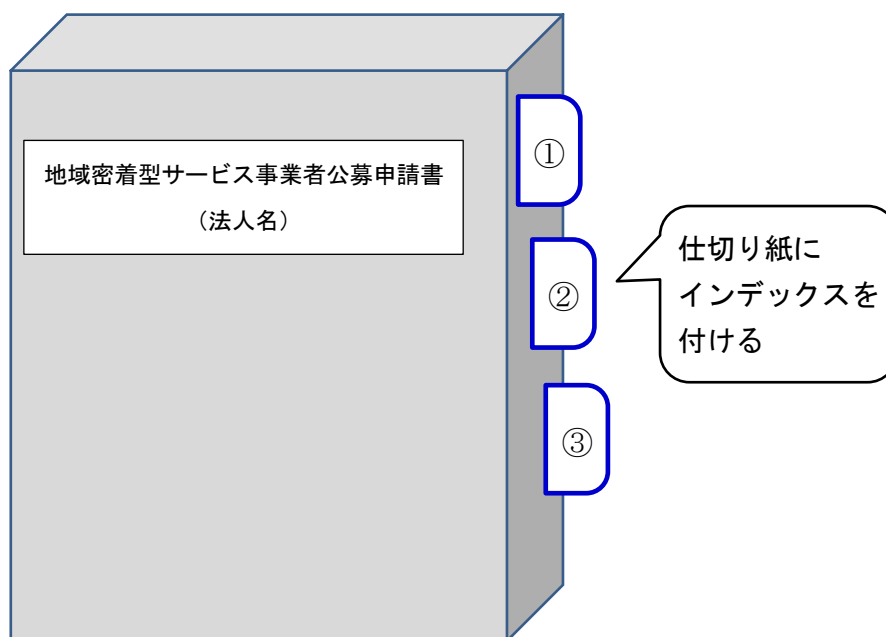 地域密着型サービス事業者公募申請書
（法人名）
①
②
③
仕切り紙に
インデックスを
付ける